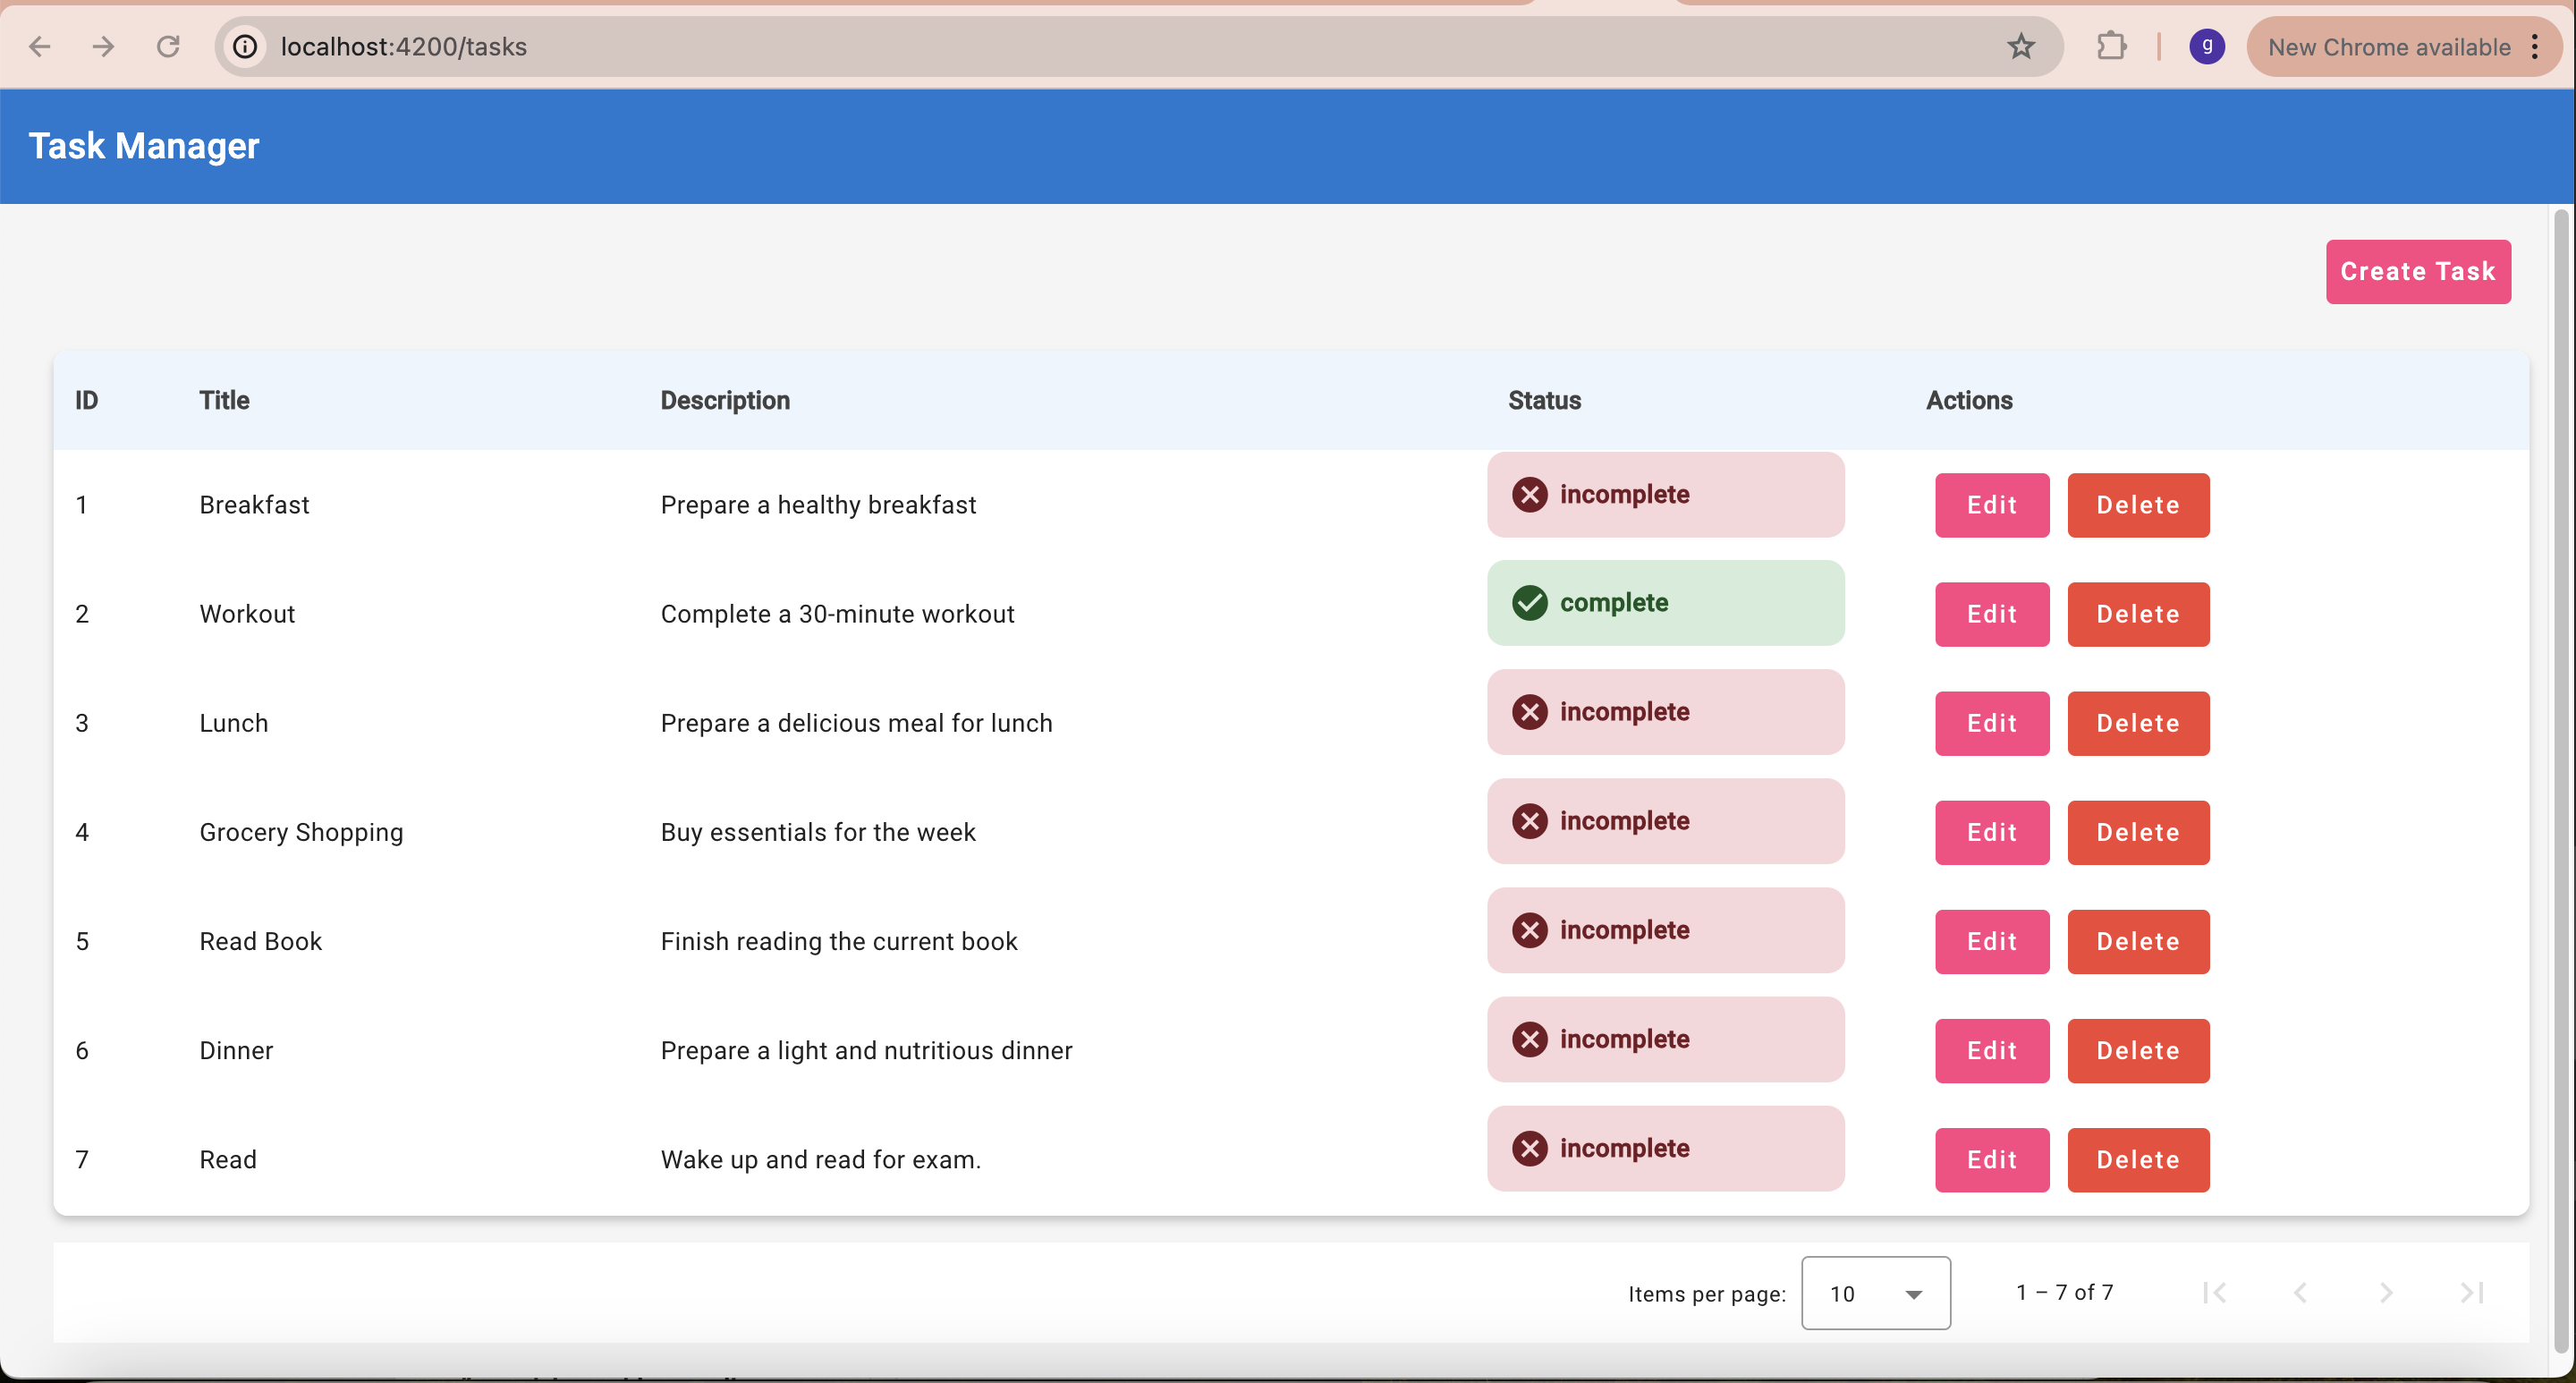 localhost:4200/tasks
g
New Chrome available
Task Manager
Create Task
ID Title Description Status Actions
1 Breakfast Prepare a healthy breakfast incomplete Edit Delete
2 Workout Complete a 30-minute workout complete Edit Delete
3 Lunch Prepare a delicious meal for lunch incomplete Edit Delete
4 Grocery Shopping Buy essentials for the week incomplete Edit Delete
5 Read Book Finish reading the current book incomplete Edit Delete
6 Dinner Prepare a light and nutritious dinner incomplete Edit Delete
7 Read Wake up and read for exam. incomplete Edit Delete
Items per page: 10 1 – 7 of 7